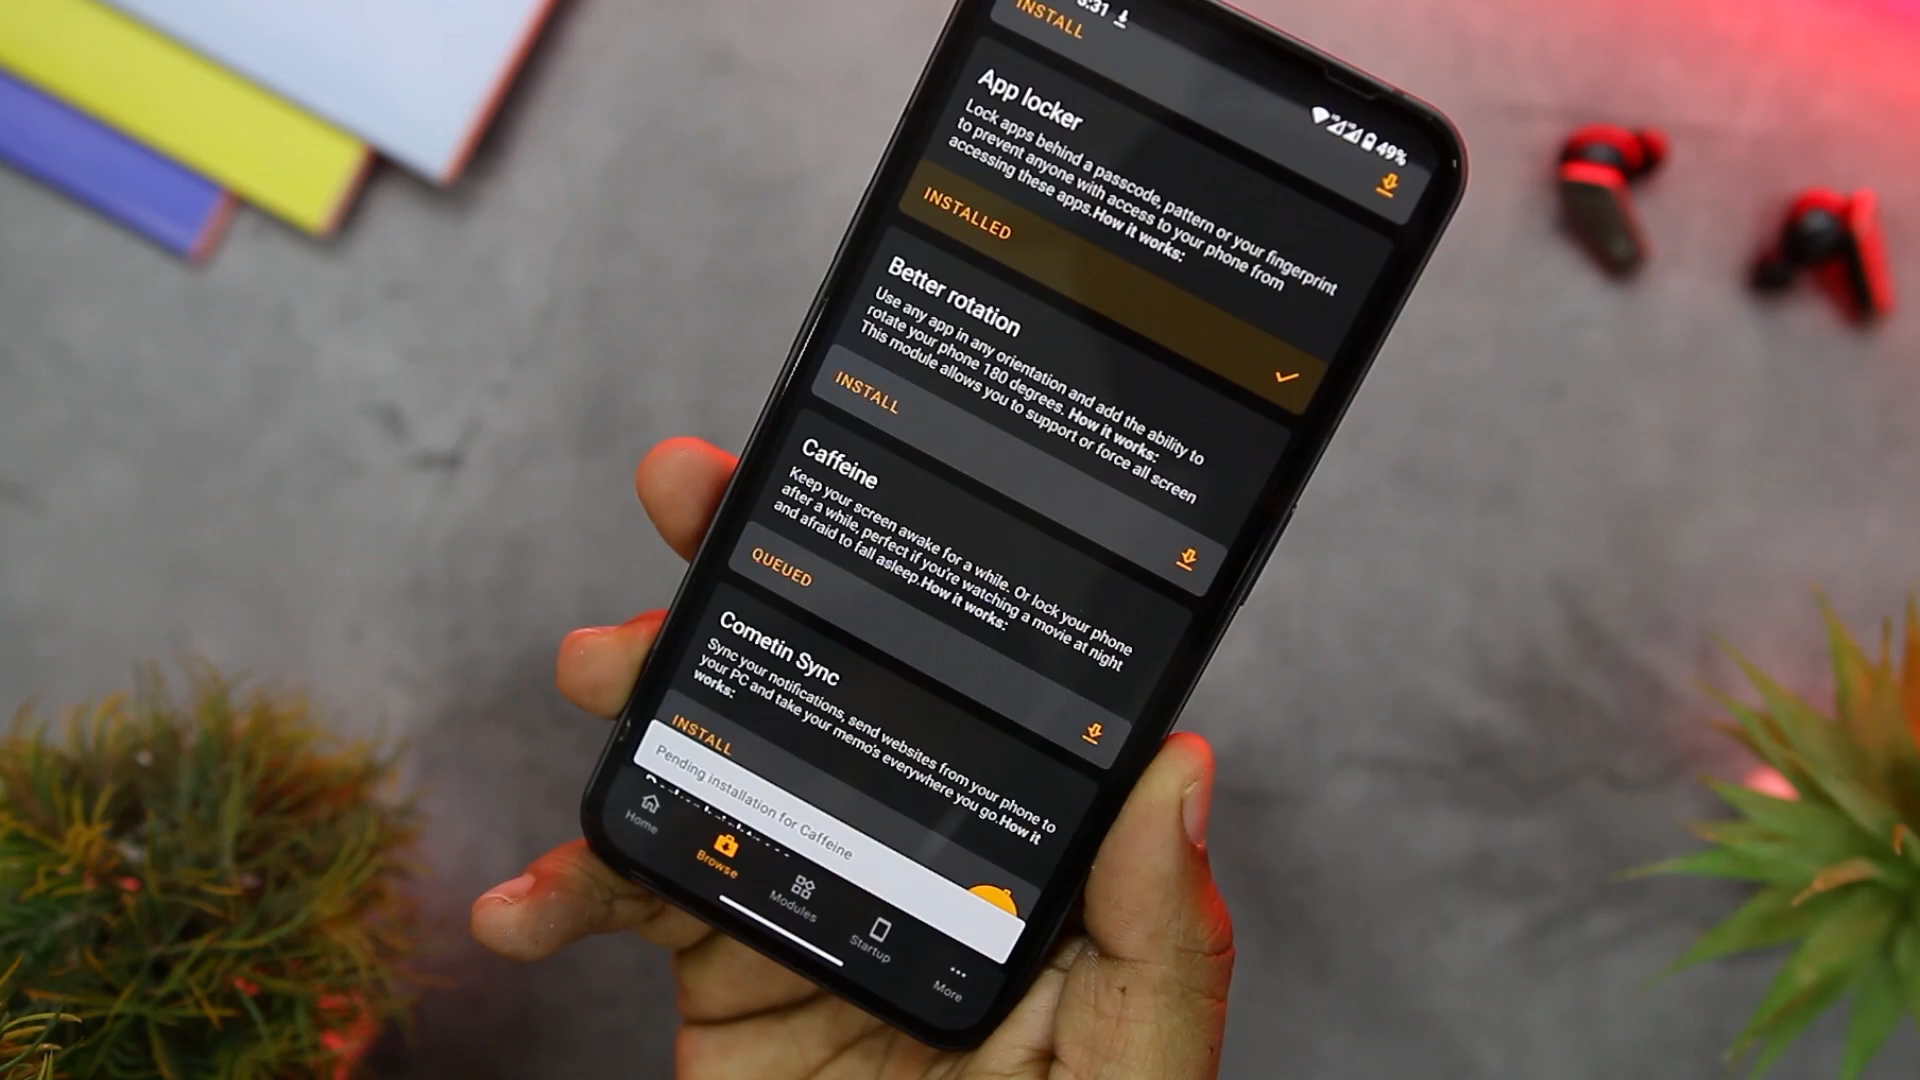 INSTALL
49%
App locker
Lock apps behind a passcode, pattern or your fingerprint
to prevent anyone with access to your phone from
accessing these apps.How it works:
INSTALLED
Better rotation
Use any app in any orientation and add the ability to
rotate your phone 180 degrees. How it works:
This module allows you to support or force all screen
INSTALL
Caffeine
Keep your screen awake for a while. Or lock your phone
after a while, perfect if you're watching a movie at night
and afraid to fall asleep.How it works:
QUEUED
Cometin Sync
Sync your notifications, send websites from your phone to
your PC and take your memo's everywhere you go.How it
works:
INSTALL
Pending installation for Caffeine
Home
Browse
Modules
Startup
More